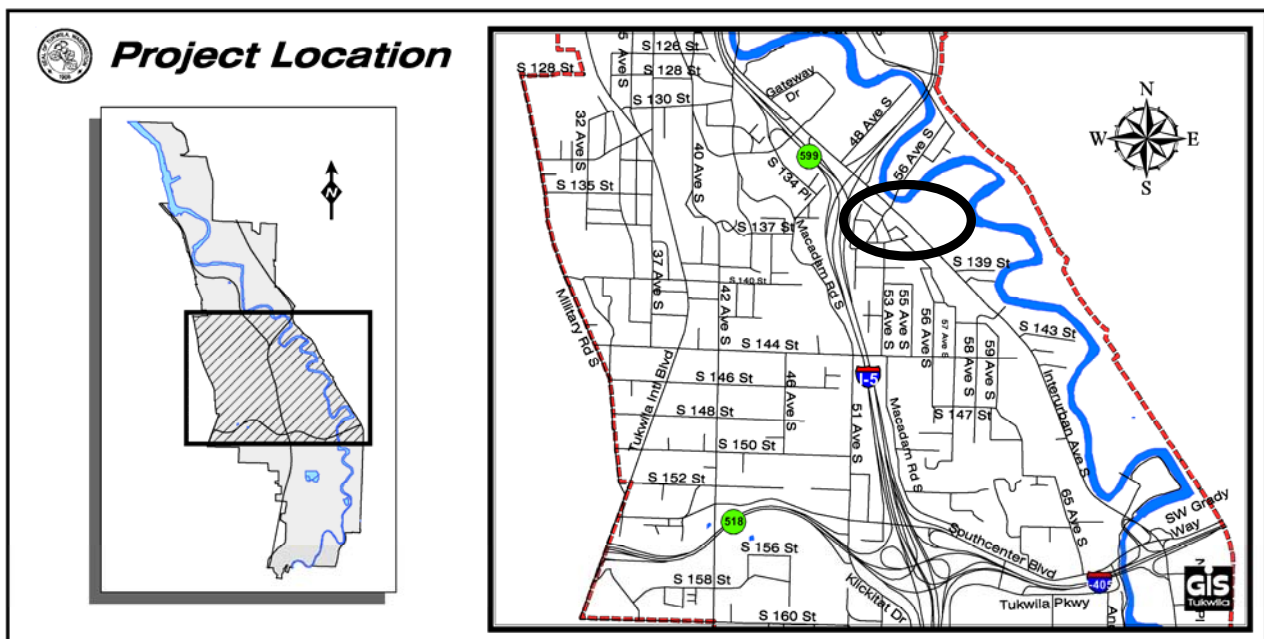 Project Location
SEAL OF TUKWILA, WASHINGTON
1908
N
S 126 St
S 128 St
S 128 St
S 130 St
Gateway
Dr
32 Ave S
40 Ave S
48 Ave S
56 Ave S
599
S 134 Pl
S 135 St
S 137 St
Macadam Rd S
37 Ave S
42 Ave S
S 140 St
S 139 St
Military Rd S
53 Ave S
55 Ave S
56 Ave S
57 Ave S
58 Ave S
59 Ave S
S 143 St
S 144 St
S 146 St
46 Ave S
I-5
Tukwila Intl Blvd
S 148 St
S 147 St
Interurban Ave S
51 Ave S
Macadam Rd S
S 150 St
S 152 St
65 Ave S
518
SW Grady
Way
Southcenter Blvd
S 156 St
S 158 St
Klickitat Dr
I-405
Tukwila Pkwy
S 160 St
N
W
E
S
GIS
Tukwila